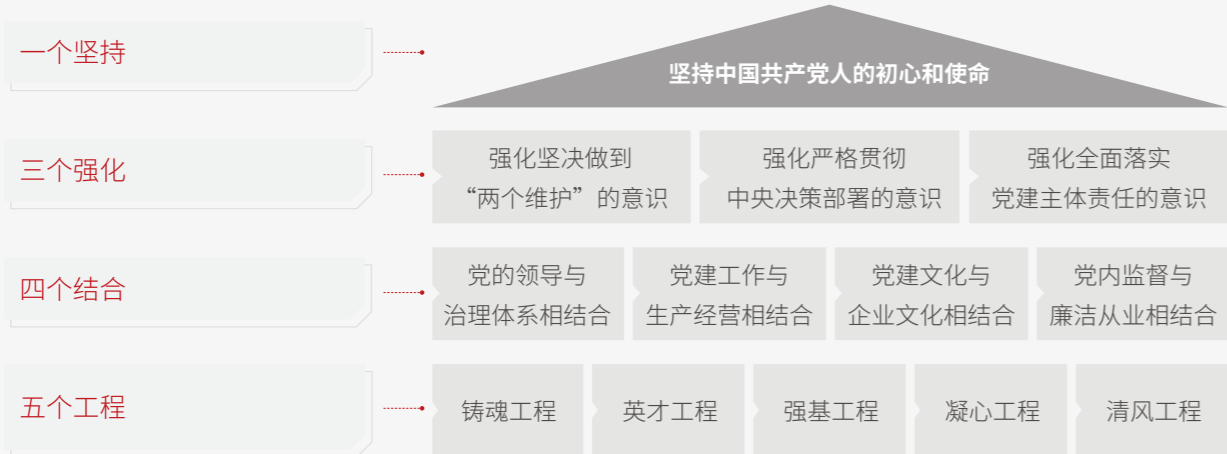 一个坚持
坚持中国共产党人的初心和使命
三个强化
强化坚决做到
“两个维护”的意识
强化严格贯彻
中央决策部署的意识
强化全面落实
党建主体责任的意识
四个结合
党的领导与
治理体系相结合
党建工作与
生产经营相结合
党建文化与
企业文化相结合
党内监督与
廉洁从业相结合
五个工程
铸魂工程
英才工程
强基工程
凝心工程
清风工程